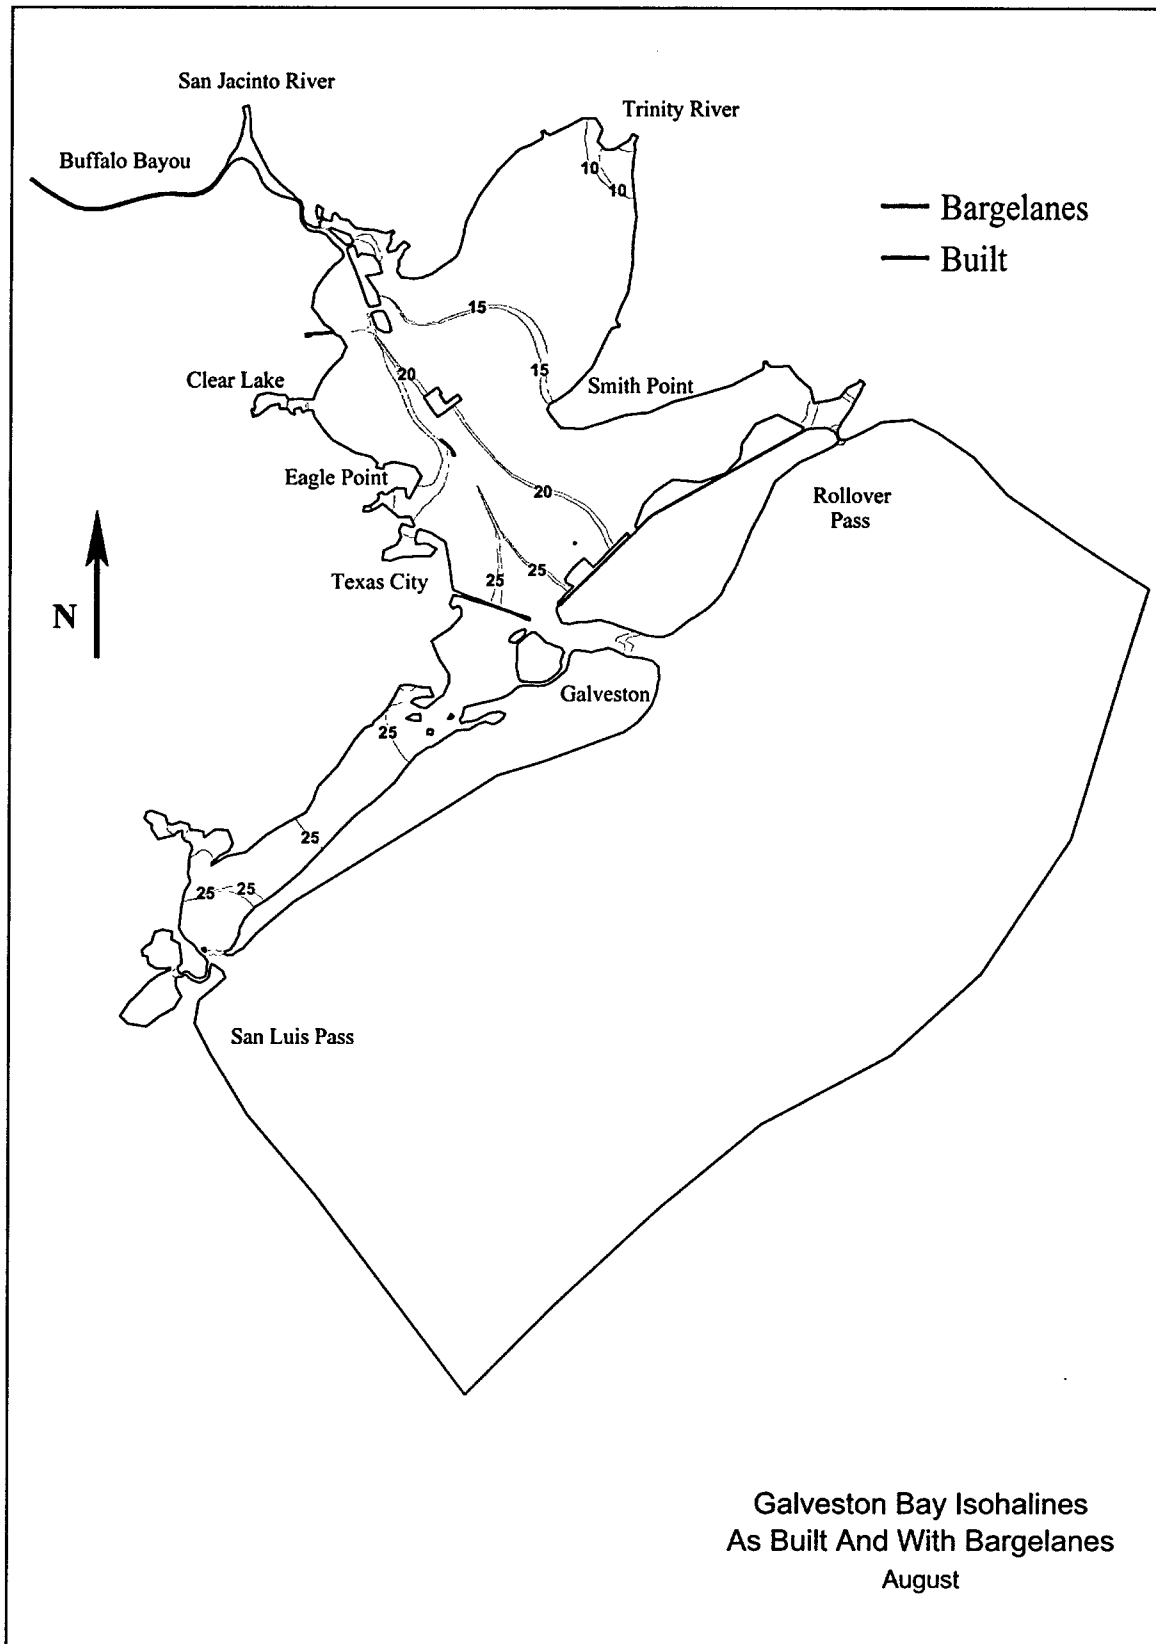 San Jacinto River
Trinity River
Buffalo Bayou
10
10
Bargelanes
Built
15
15
20
Clear Lake
Smith Point
Eagle Point
20
Rollover
Pass
25
25
Texas City
N
Galveston
25
25
25
25
San Luis Pass
Galveston Bay Isohalines
As Built And With Bargelanes
August